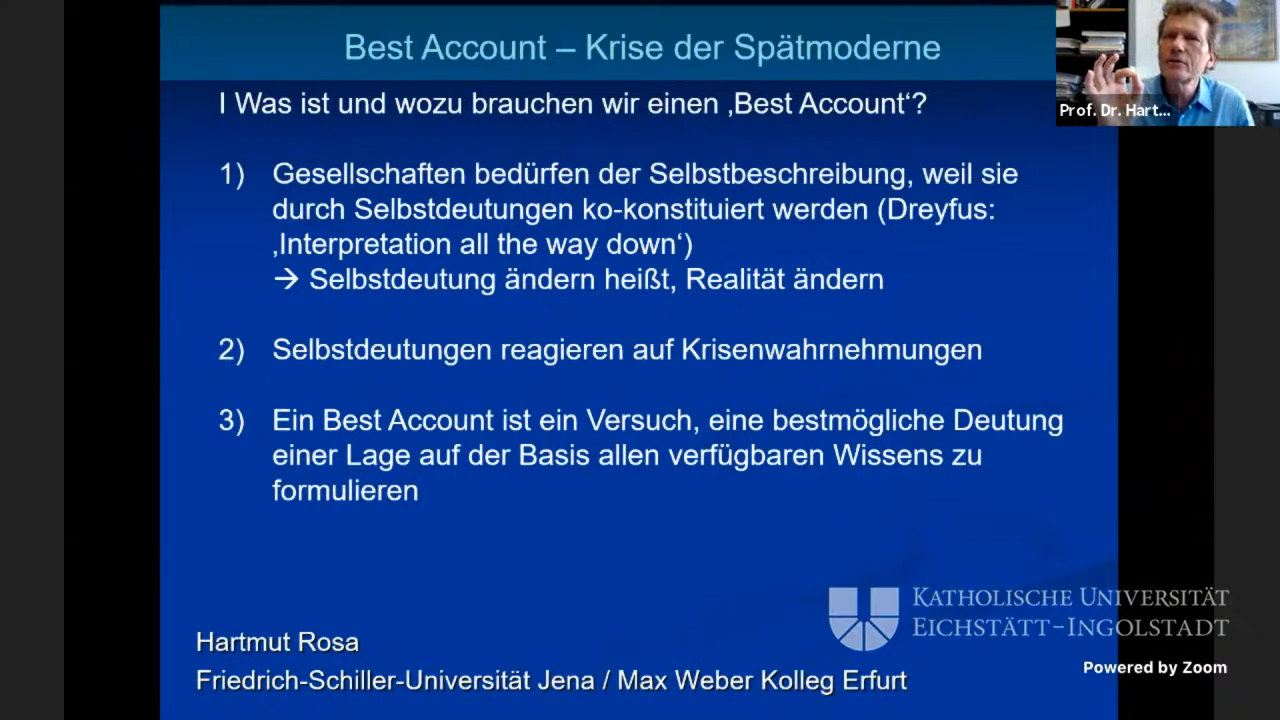 Best Account – Krise der Spätmoderne
Prof. Dr. Hart...
I Was ist und wozu brauchen wir einen ‚Best Account‘?
1) Gesellschaften bedürfen der Selbstbeschreibung, weil sie
durch Selbstdeutungen ko-konstituiert werden (Dreyfus:
‚Interpretation all the way down‘)
→ Selbstdeutung ändern heißt, Realität ändern
2) Selbstdeutungen reagieren auf Krisenwahrnehmungen
3) Ein Best Account ist ein Versuch, eine bestmögliche Deutung
einer Lage auf der Basis allen verfügbaren Wissens zu
formulieren
KATHOLISCHE UNIVERSITÄT
EICHSTÄTT-INGOLSTADT
Hartmut Rosa
Powered by Zoom
Friedrich-Schiller-Universität Jena / Max Weber Kolleg Erfurt